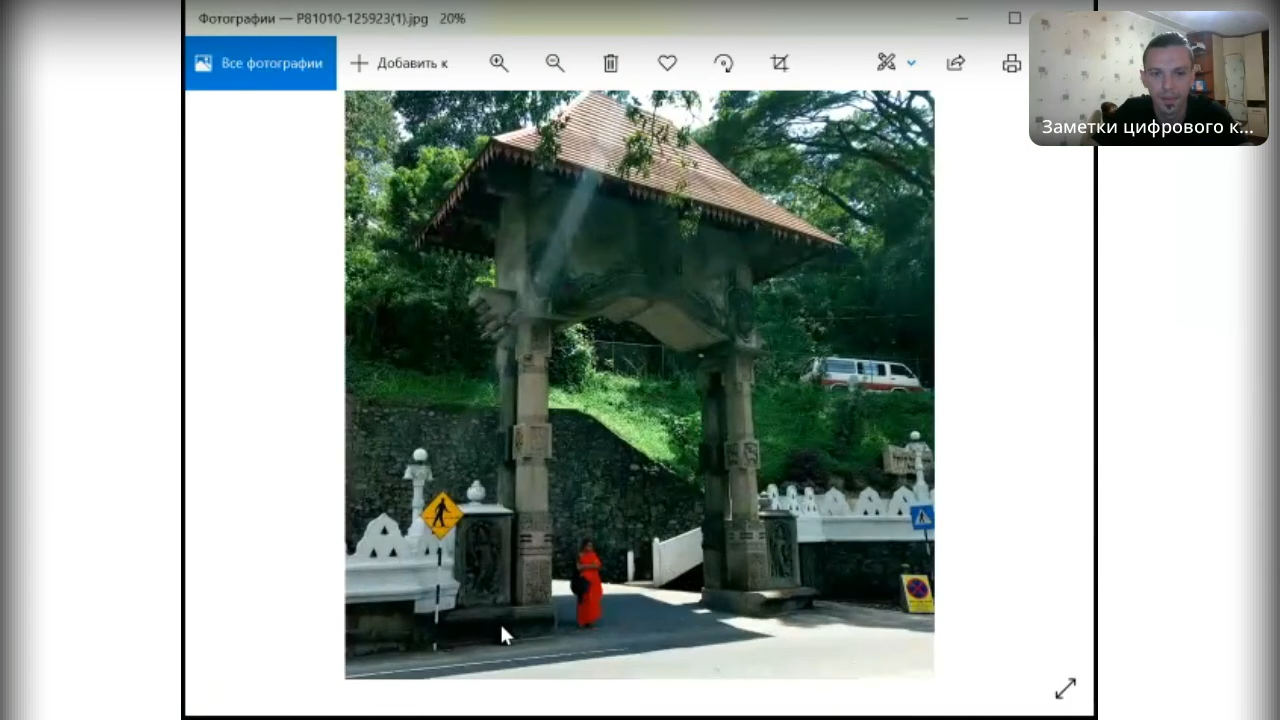 Фотографии — P81010-125923(1).jpg 20%
Все фотографии
Добавить к
Заметки цифрового к...